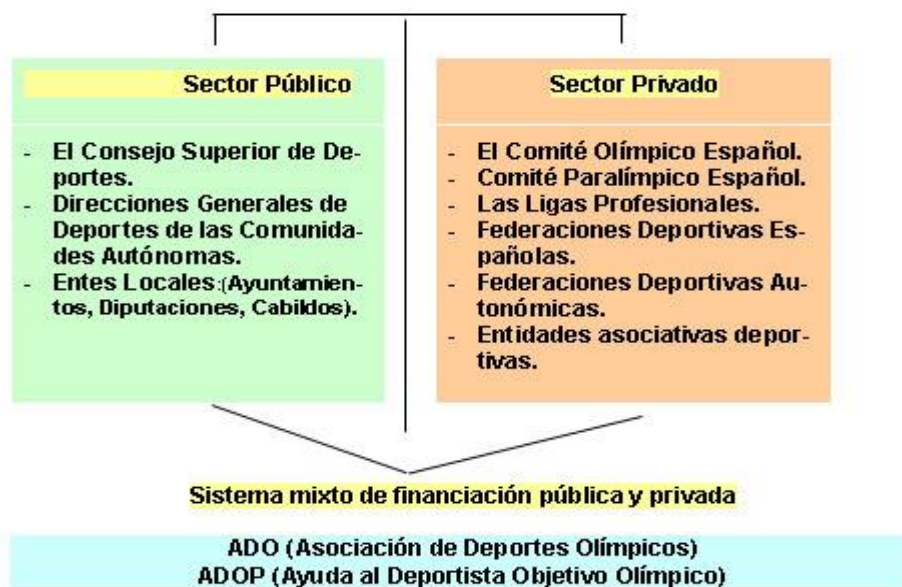 Sector Público
- El Consejo Superior de De-
portes.
- Direcciones Generales de
Deportes de las Comunida-
des Autónomas.
- Entes Locales:(Ayuntamien-
tos, Diputaciones, Cabildos).
Sector Privado
- El Comité Olímpico Español.
- Comité Paralímpico Español.
- Las Ligas Profesionales.
- Federaciones Deportivas Es-
pañolas.
- Federaciones Deportivas Au-
tonómicas.
- Entidades asociativas depor-
tivas.
Sistema mixto de financiación pública y privada
ADO (Asociación de Deportes Olímpicos)
ADOP (Ayuda al Deportista Objetivo Olímpico)